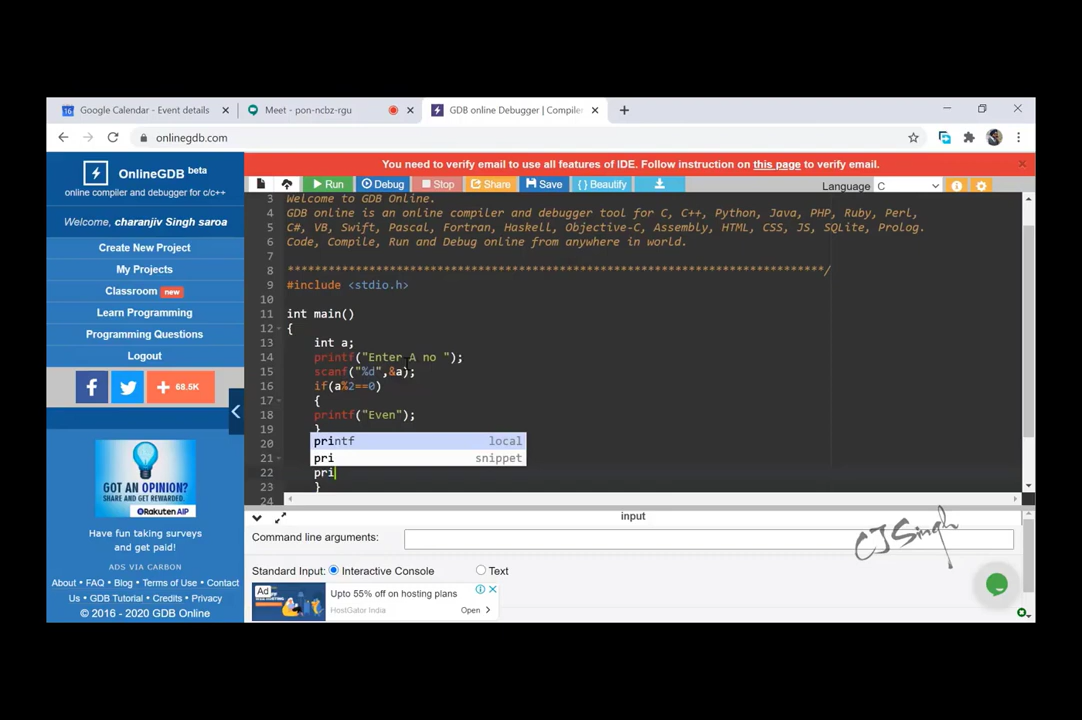 Google Calendar - Event details
Meet - pon-ncbz-rgu
GDB online Debugger | Compiler
onlinegdb.com
OnlineGDB beta
online compiler and debugger for c/c++
Welcome, charanjiv Singh saroa
Create New Project
My Projects
Classroom new
Learn Programming
Programming Questions
Logout
68.5K
GOT AN OPINION?
SHARE AND GET REWARDED.
Rakuten AIP
Have fun taking surveys
and get paid!
ADS VIA CARBON
About • FAQ • Blog • Terms of Use • Contact
Us • GDB Tutorial • Credits • Privacy
© 2016 - 2020 GDB Online
You need to verify email to use all features of IDE. Follow instruction on this page to verify email.
Run Debug Stop Share Save { } Beautify Language C
3 Welcome to GDB Online.
4 GDB online is an online compiler and debugger tool for C, C++, Python, Java, PHP, Ruby, Perl,
5 C#, VB, Swift, Pascal, Fortran, Haskell, Objective-C, Assembly, HTML, CSS, JS, SQLite, Prolog.
6 Code, Compile, Run and Debug online from anywhere in world.
7
8 *******************************************************************************/
9 #include <stdio.h>
10
11 int main()
12 {
13 int a;
14 printf("Enter A no ");
15 scanf("%d",&a);
16 if(a%2==0)
17 {
18 printf("Even");
19 }
20
21
printf local
pri snippet
22 pri
23 }
24
input
Command line arguments:
Standard Input: Interactive Console Text
Ad
Upto 55% off on hosting plans
HostGator India
Open
CJSingh